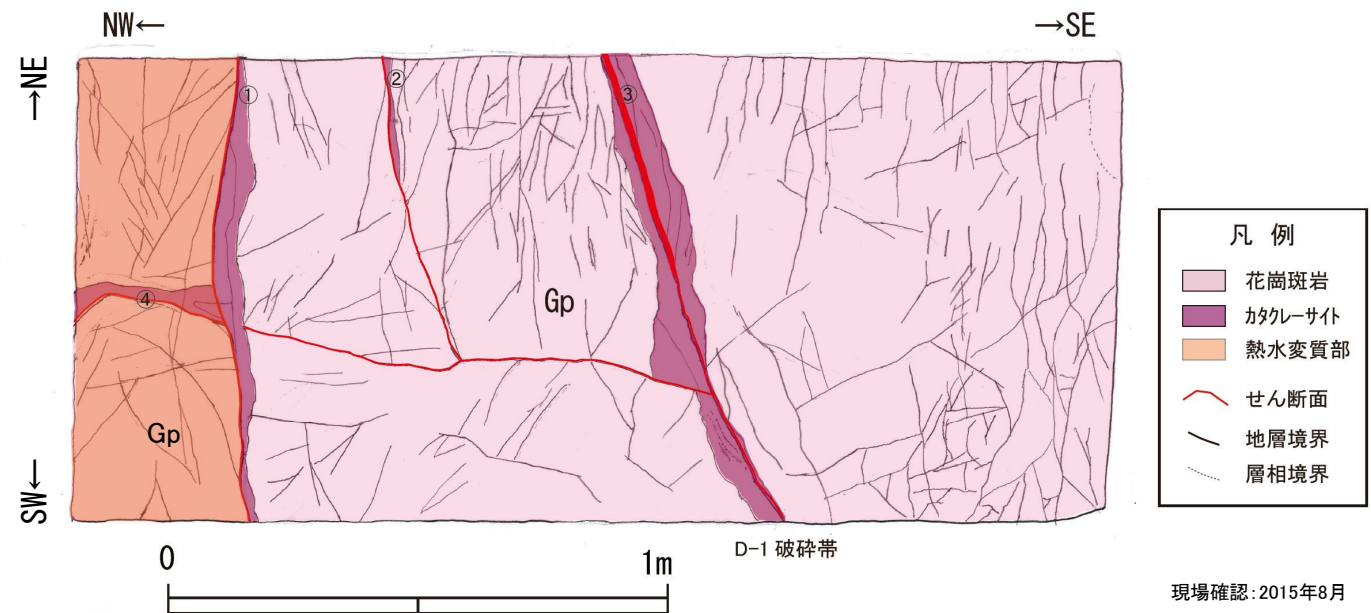 NW←
→SE
→NE
SW←
①
②
③
④
Gp
Gp
凡 例
花崗斑岩
カタクレーサイト
熱水変質部
せん断面
地層境界
層相境界
D-1 破砕帯
0
1m
現場確認:2015年8月